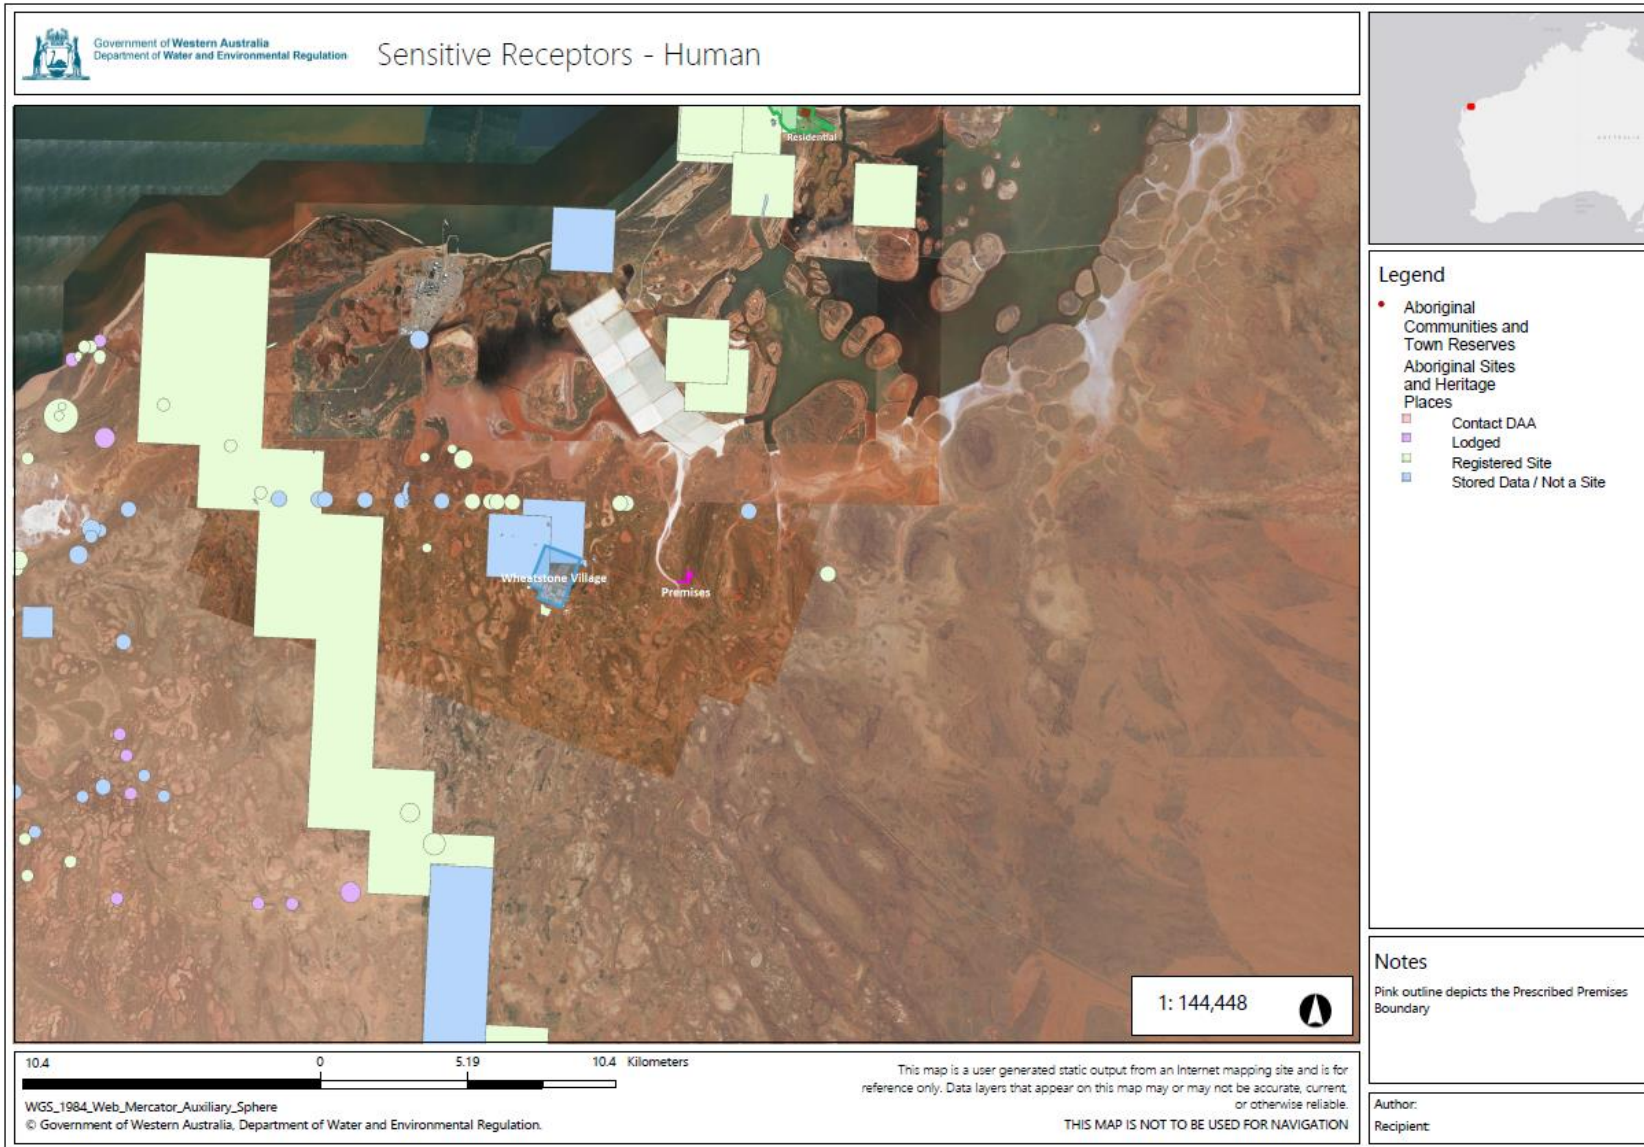 Government of Western Australia
Department of Water and Environmental Regulation
Sensitive Receptors - Human
Residential
Wheatstone Village
Premises
Legend
Aboriginal
Communities and
Town Reserves
Aboriginal Sites
and Heritage
Places
Contact DAA
Lodged
Registered Site
Stored Data / Not a Site
1: 144,448
Notes
Pink outline depicts the Prescribed Premises
Boundary
10.4
0
5.19
10.4 Kilometers
WGS_1984_Web_Mercator_Auxiliary_Sphere
© Government of Western Australia, Department of Water and Environmental Regulation.
This map is a user generated static output from an Internet mapping site and is for
reference only. Data layers that appear on this map may or may not be accurate, current,
or otherwise reliable.
THIS MAP IS NOT TO BE USED FOR NAVIGATION
Author:
Recipient: